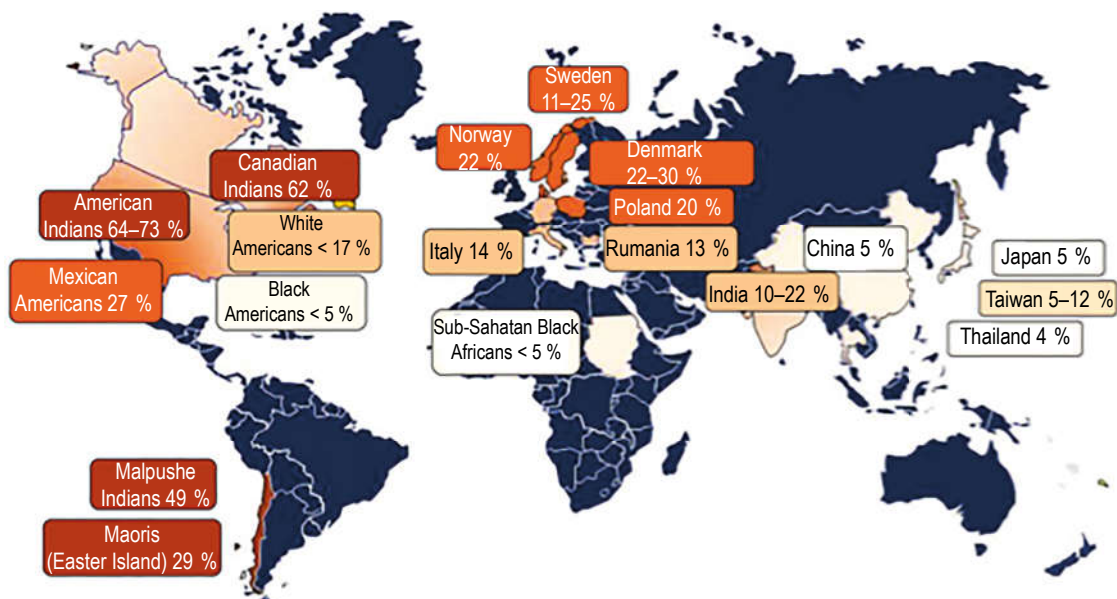 Sweden
11–25 %
Norway
22 %
Denmark
22–30 %
Canadian
Indians 62 %
American
Indians 64–73 %
White
Americans < 17 %
Poland 20 %
Italy 14 %
Rumania 13 %
China 5 %
Japan 5 %
Mexican
Americans 27 %
Black
Americans < 5 %
India 10–22 %
Taiwan 5–12 %
Sub-Sahatan Black
Africans < 5 %
Thailand 4 %
Malpushe
Indians 49 %
Maoris
(Easter Island) 29 %